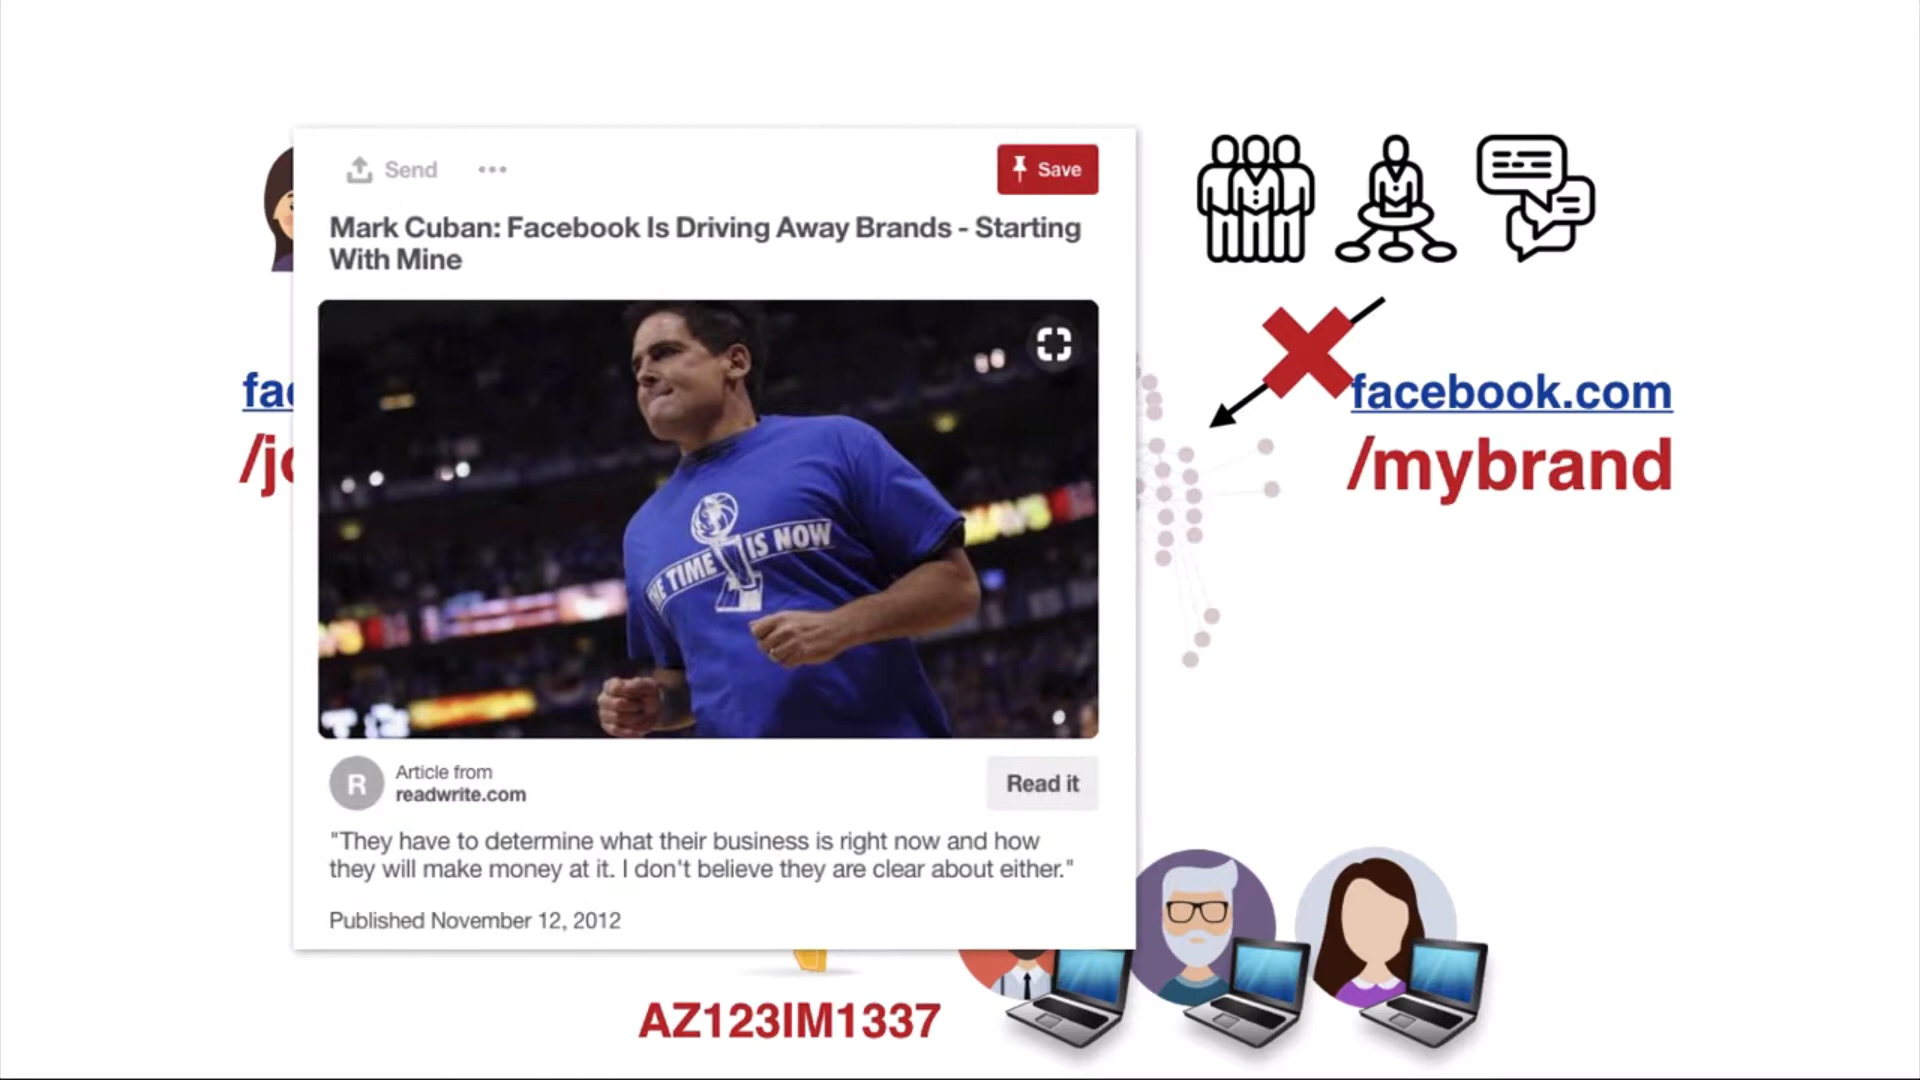 Send
Save
Mark Cuban: Facebook Is Driving Away Brands - Starting
With Mine
fac
/jo
facebook.com
/mybrand
TIME IS NOW
R
Article from
readwrite.com
Read it
"They have to determine what their business is right now and how
they will make money at it. I don't believe they are clear about either."
Published November 12, 2012
AZ123IM1337